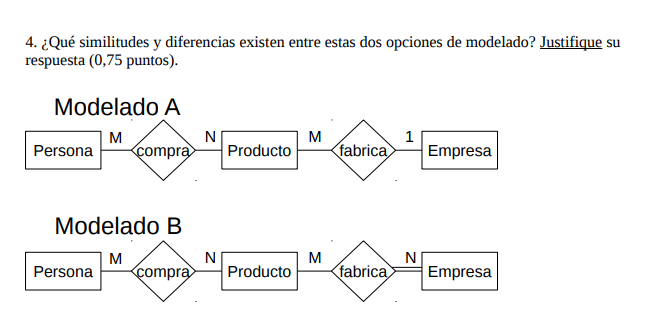 4. ¿Qué similitudes y diferencias existen entre estas dos opciones de modelado? Justifique su
respuesta (0,75 puntos).
Modelado A
M N M 1
Persona compra Producto fabrica Empresa
Modelado B
M N M N
Persona compra Producto fabrica Empresa